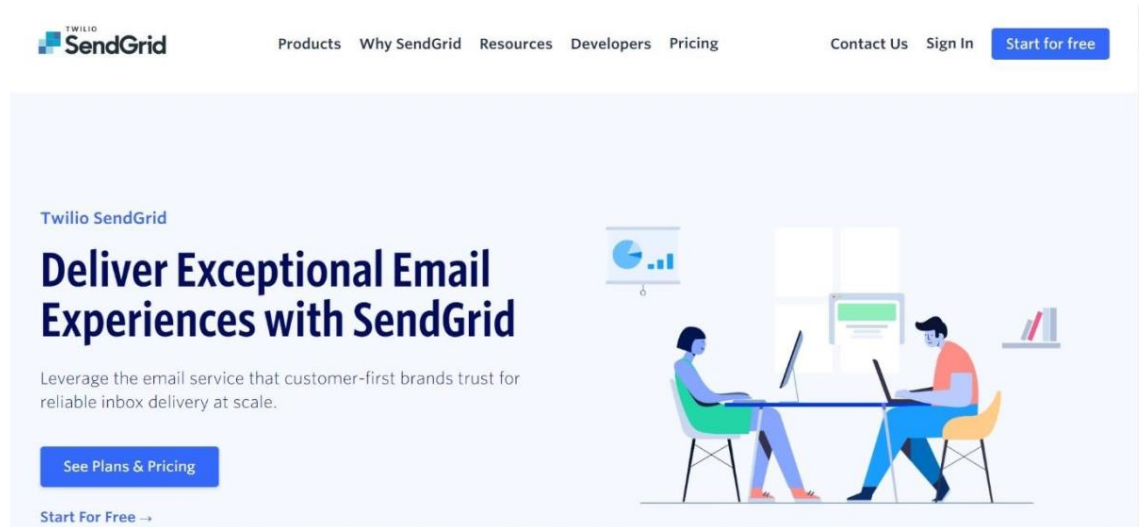 TWILIO
SendGrid
Products Why SendGrid Resources Developers Pricing
Contact Us Sign In Start for free
Twilio SendGrid
Deliver Exceptional Email
Experiences with SendGrid
Leverage the email service that customer-first brands trust for
reliable inbox delivery at scale.
See Plans & Pricing
Start For Free →